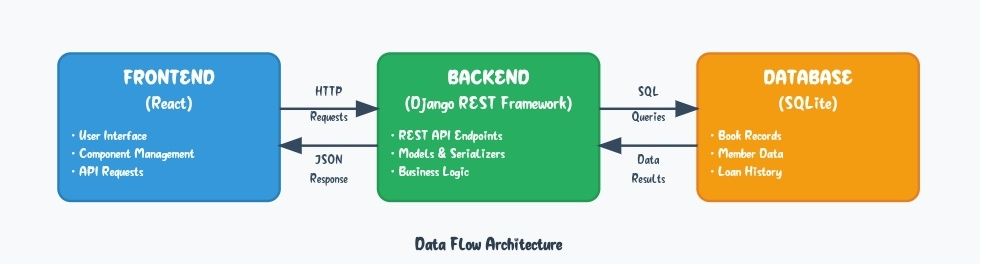 FRONTEND
(React)
• User Interface
• Component Management
• API Requests
HTTP
Requests
JSON
Response
BACKEND
(Django REST Framework)
• REST API Endpoints
• Models & Serializers
• Business Logic
SQL
Queries
Data
Results
DATABASE
(SQLite)
• Book Records
• Member Data
• Loan History
Data Flow Architecture